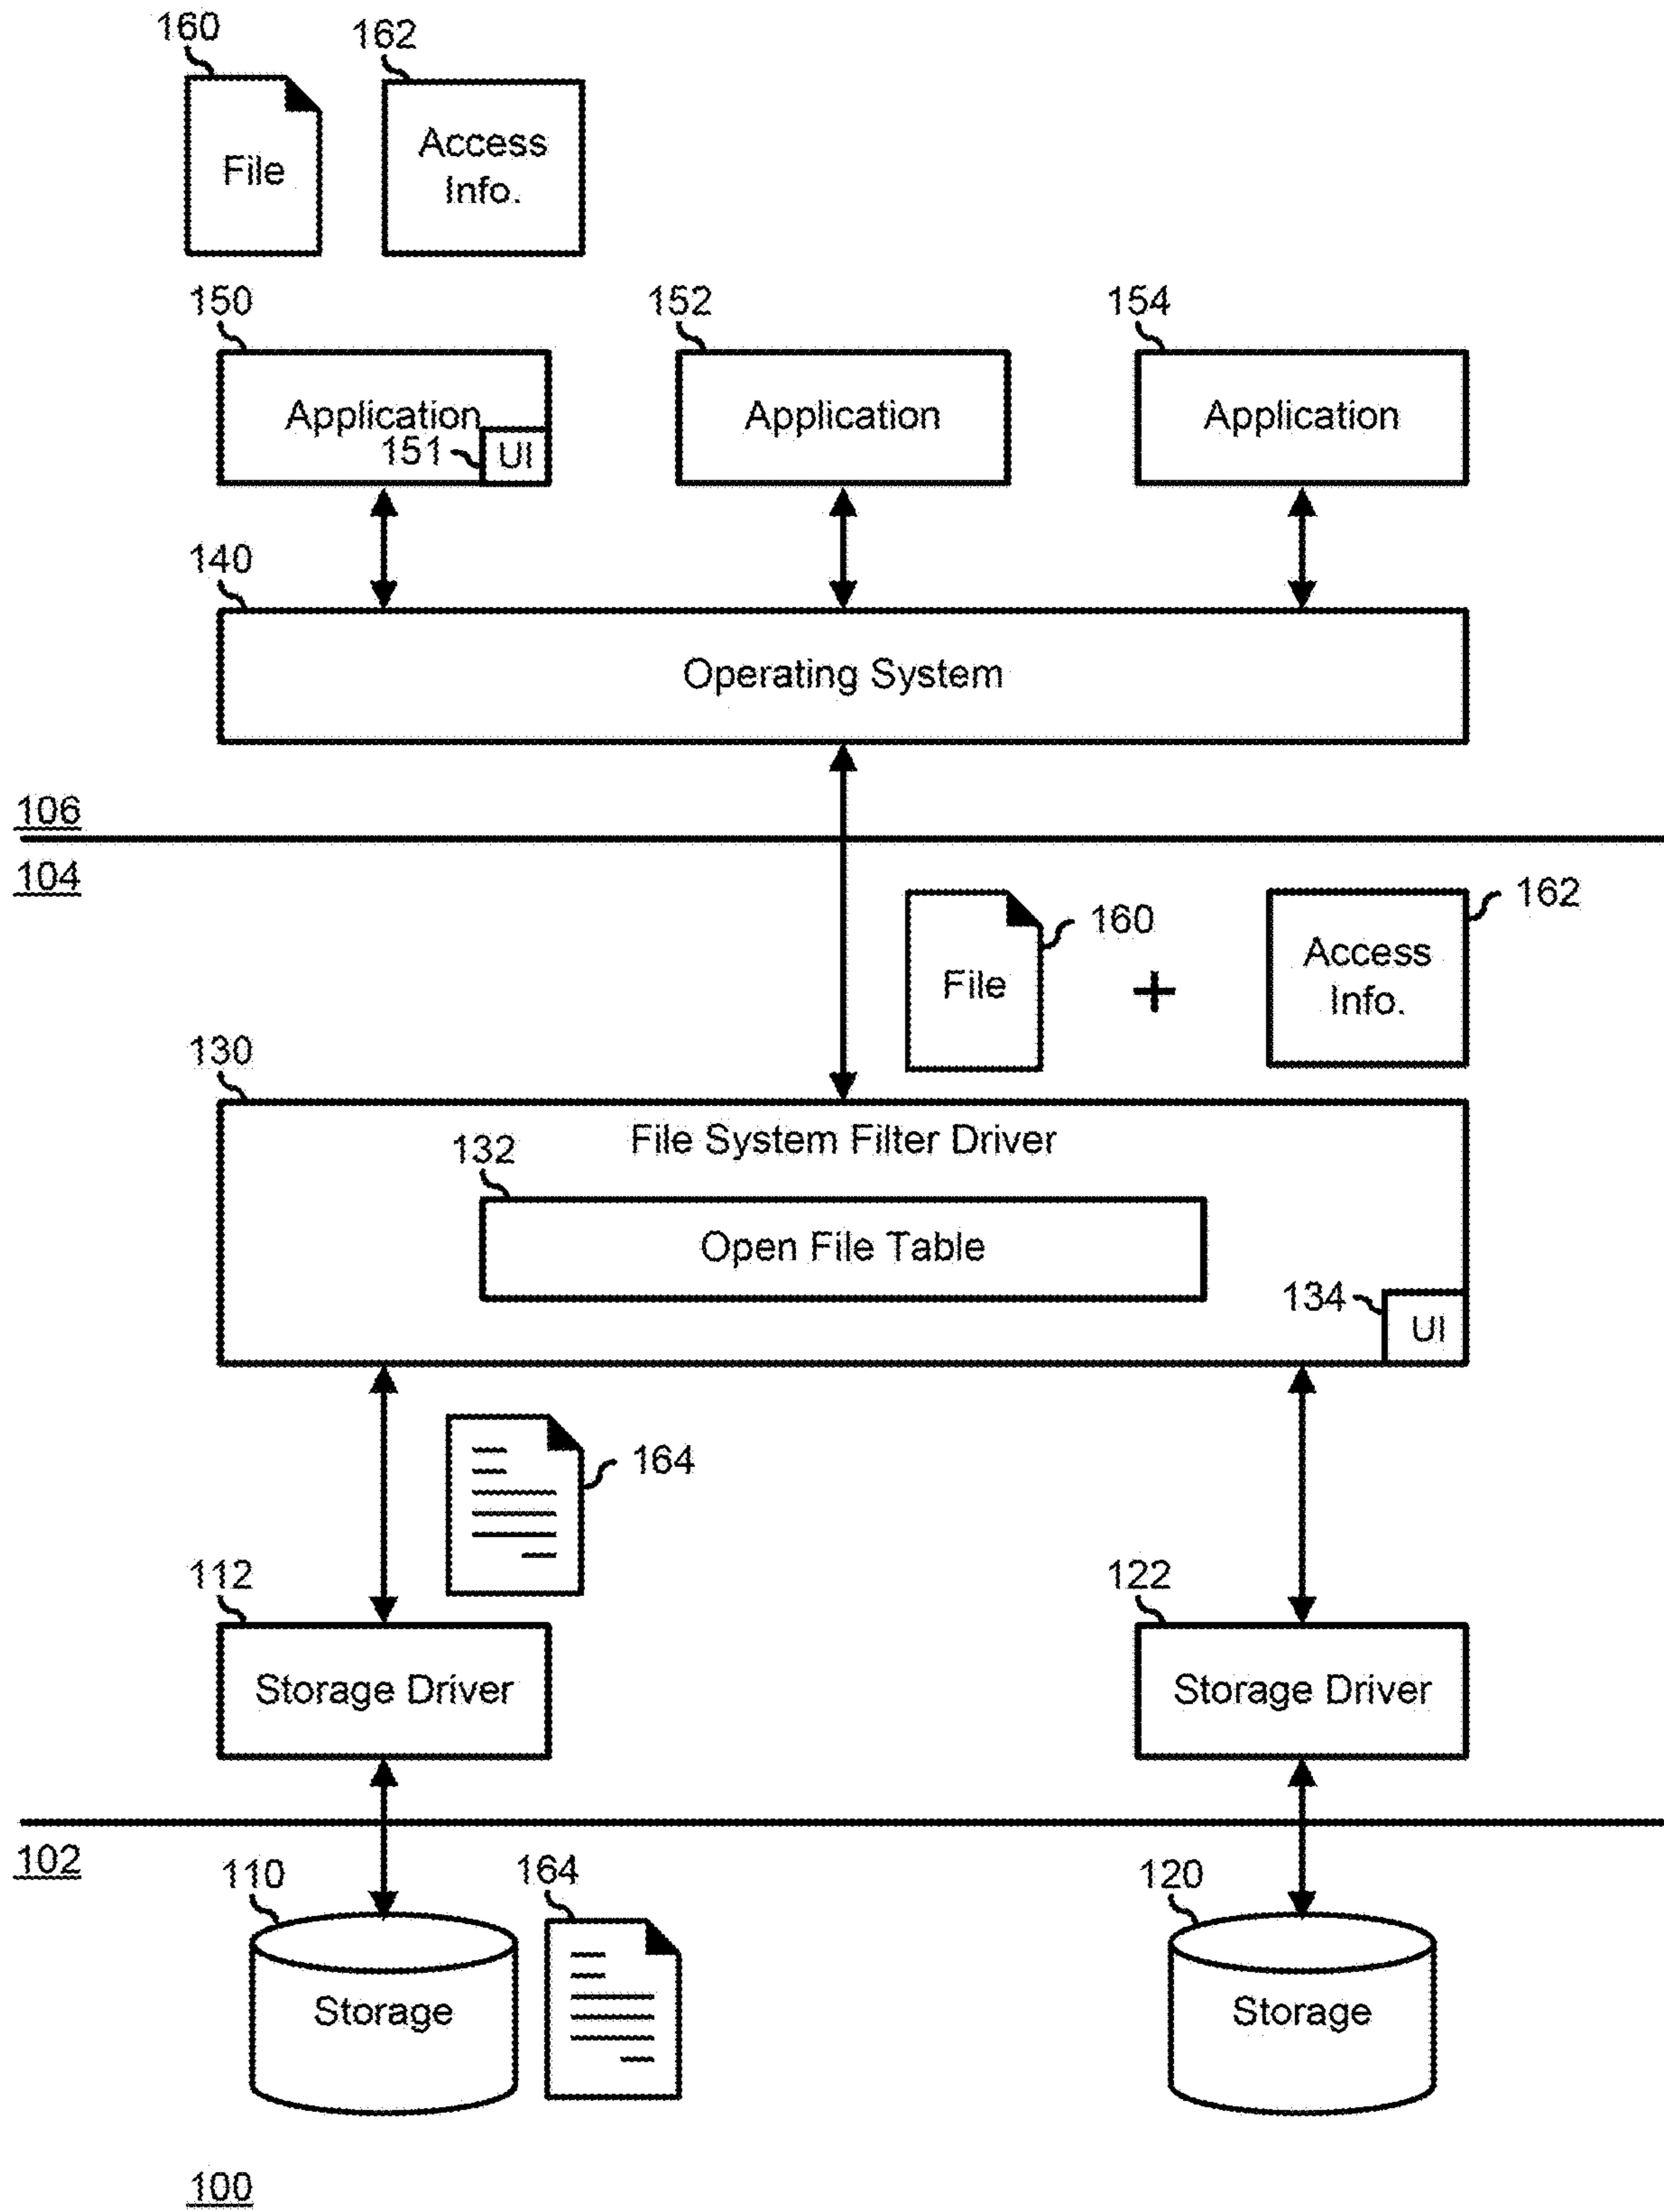 160
162
File
Access
Info.
150
152
154
Application
Application
Application
151
UI
140
Operating System
106
104
160
162
File
+
Access
Info.
130
File System Filter Driver
132
Open File Table
134
UI
164
112
122
Storage Driver
Storage Driver
102
110
164
120
Storage
Storage
100